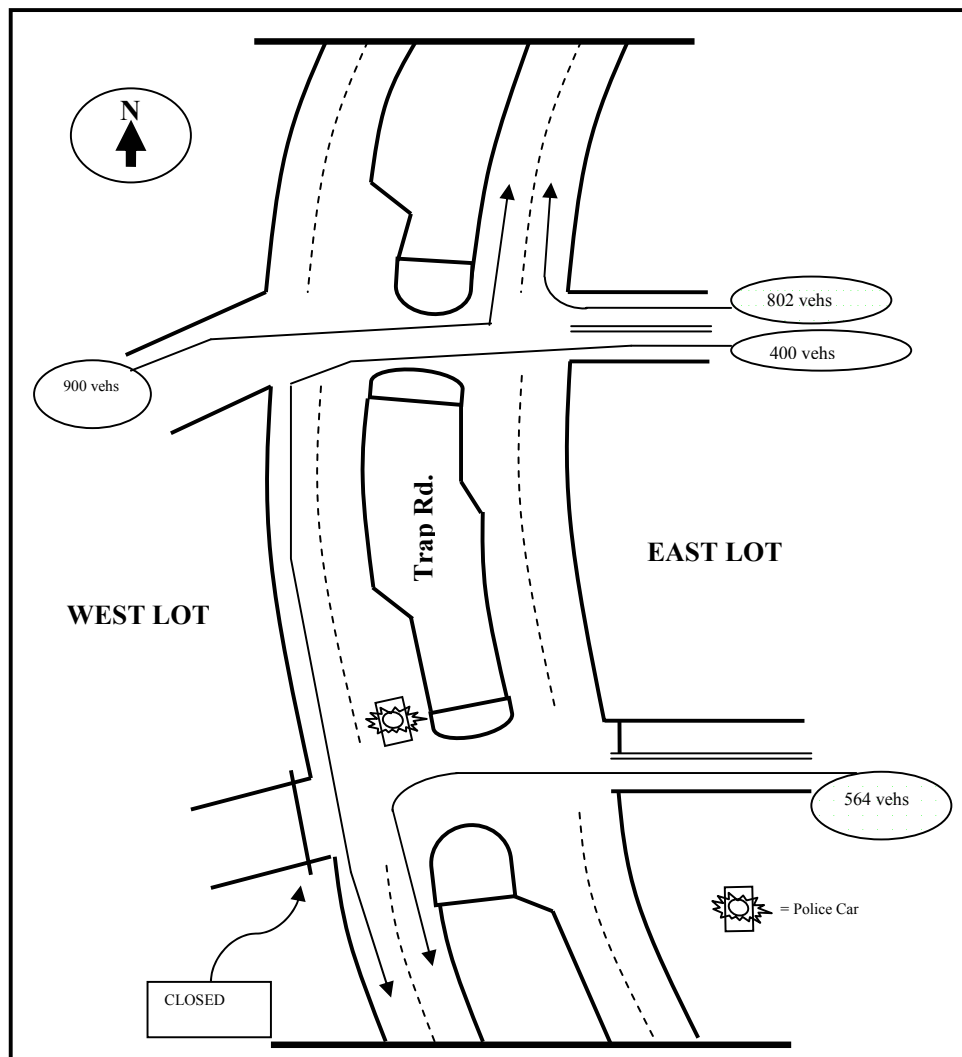 N
802 vehs
400 vehs
900 vehs
Trap Rd.
EAST LOT
WEST LOT
564 vehs
= Police Car
CLOSED